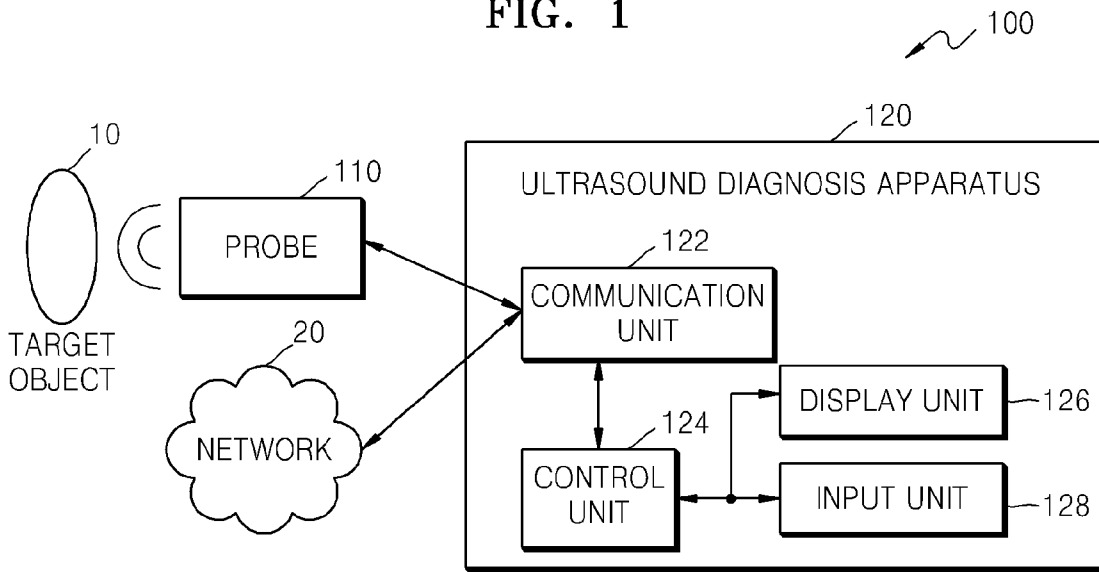 FIG. 1
100
10
110
120
ULTRASOUND DIAGNOSIS APPARATUS
PROBE
122
COMMUNICATION
UNIT
TARGET
OBJECT
20
NETWORK
124
CONTROL
UNIT
DISPLAY UNIT
126
INPUT UNIT
128